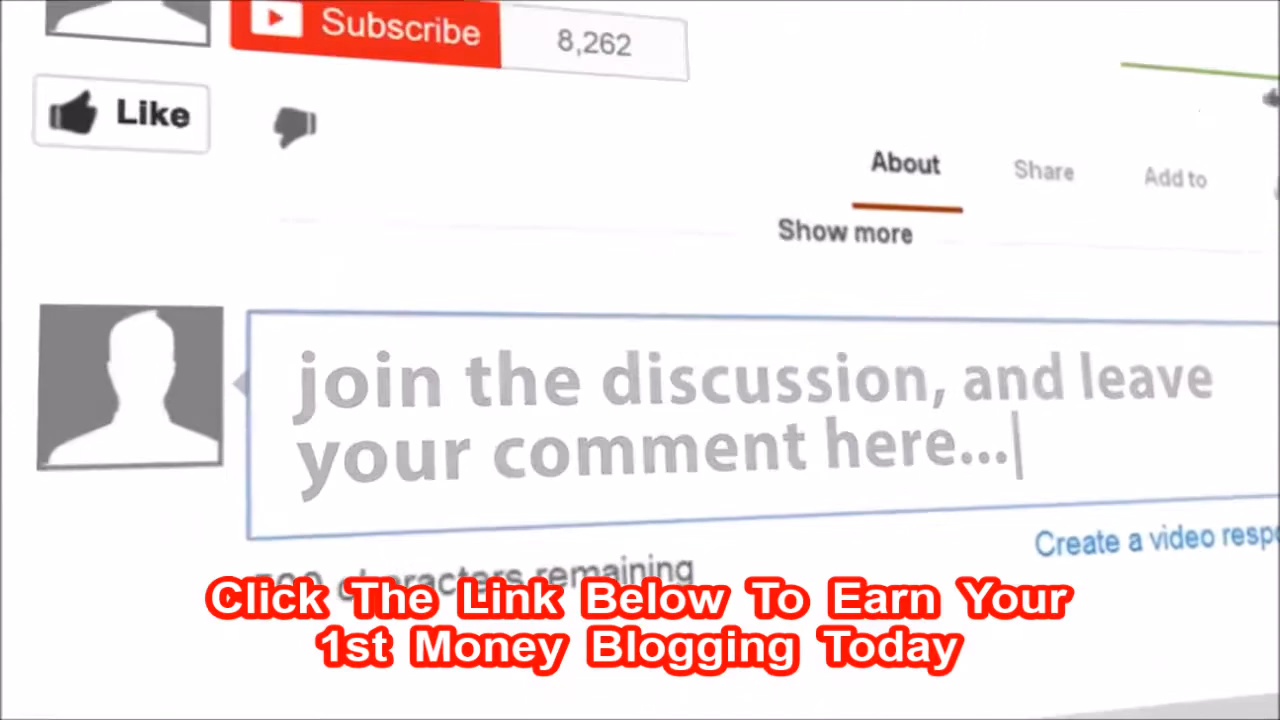 Subscribe 8,262
Like
About Share Add to
Show more
join the discussion, and leave
your comment here...
Create a video
characters remaining
Click The Link Below To Earn Your
1st Money Blogging Today